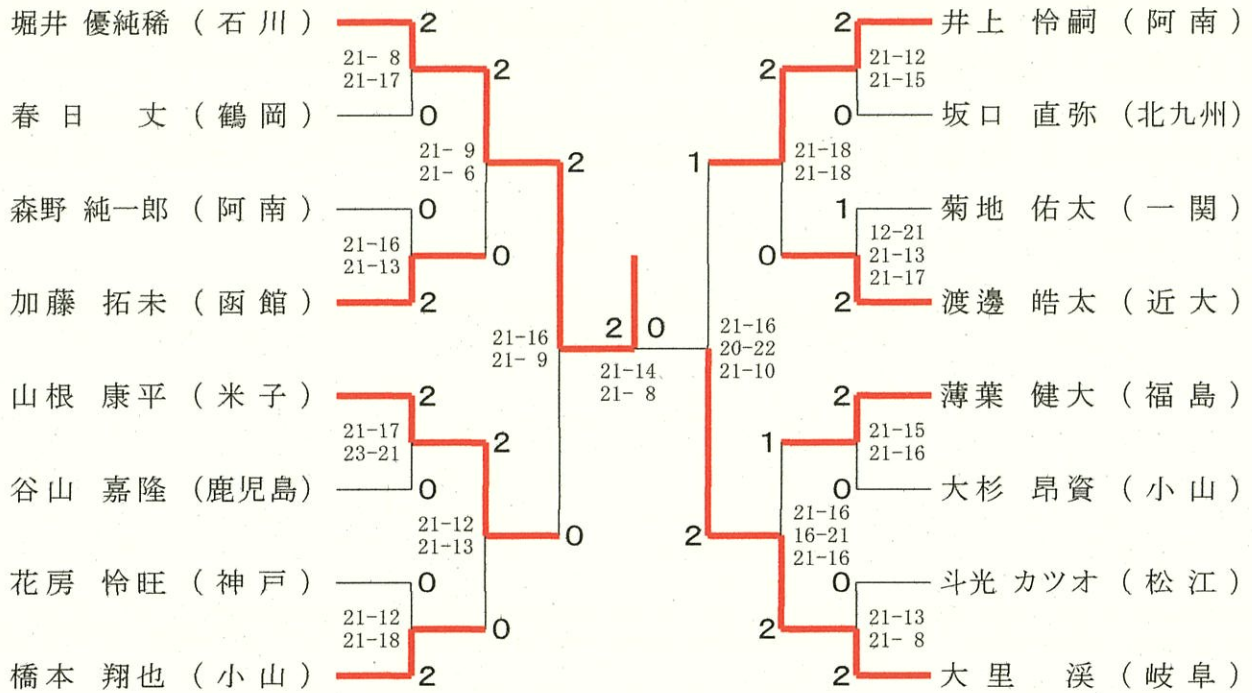 堀井 優純稀 (石川) 2
21- 8
21-17
2
春日 丈 (鶴岡) 0
21- 9
21- 6
2
森野 純一郎 (阿南) 0
21-16
21-13
0
加藤 拓未 (函館) 2
21-16
21- 9
山根 康平 (米子) 2
21-17
23-21
2
谷山 嘉隆 (鹿児島) 0
21-12
21-13
0
花房 怜旺 (神戸) 0
21-12
21-18
0
橋本 翔也 (小山) 2
2 0
21-14
21- 8
2 井上 怜嗣 (阿南)
21-12
21-15
2
0 坂口 直弥 (北九州)
21-18
21-18
1
1 菊地 佑太 (一関)
12-21
21-13
21-17
0
2 渡邊 皓太 (近大)
21-16
20-22
21-10
2 薄葉 健大 (福島)
21-15
21-16
1
0 大杉 昂資 (小山)
21-16
16-21
21-16
2
0 斗光 カツオ (松江)
21-13
21- 8
2
2 大里 渓 (岐阜)